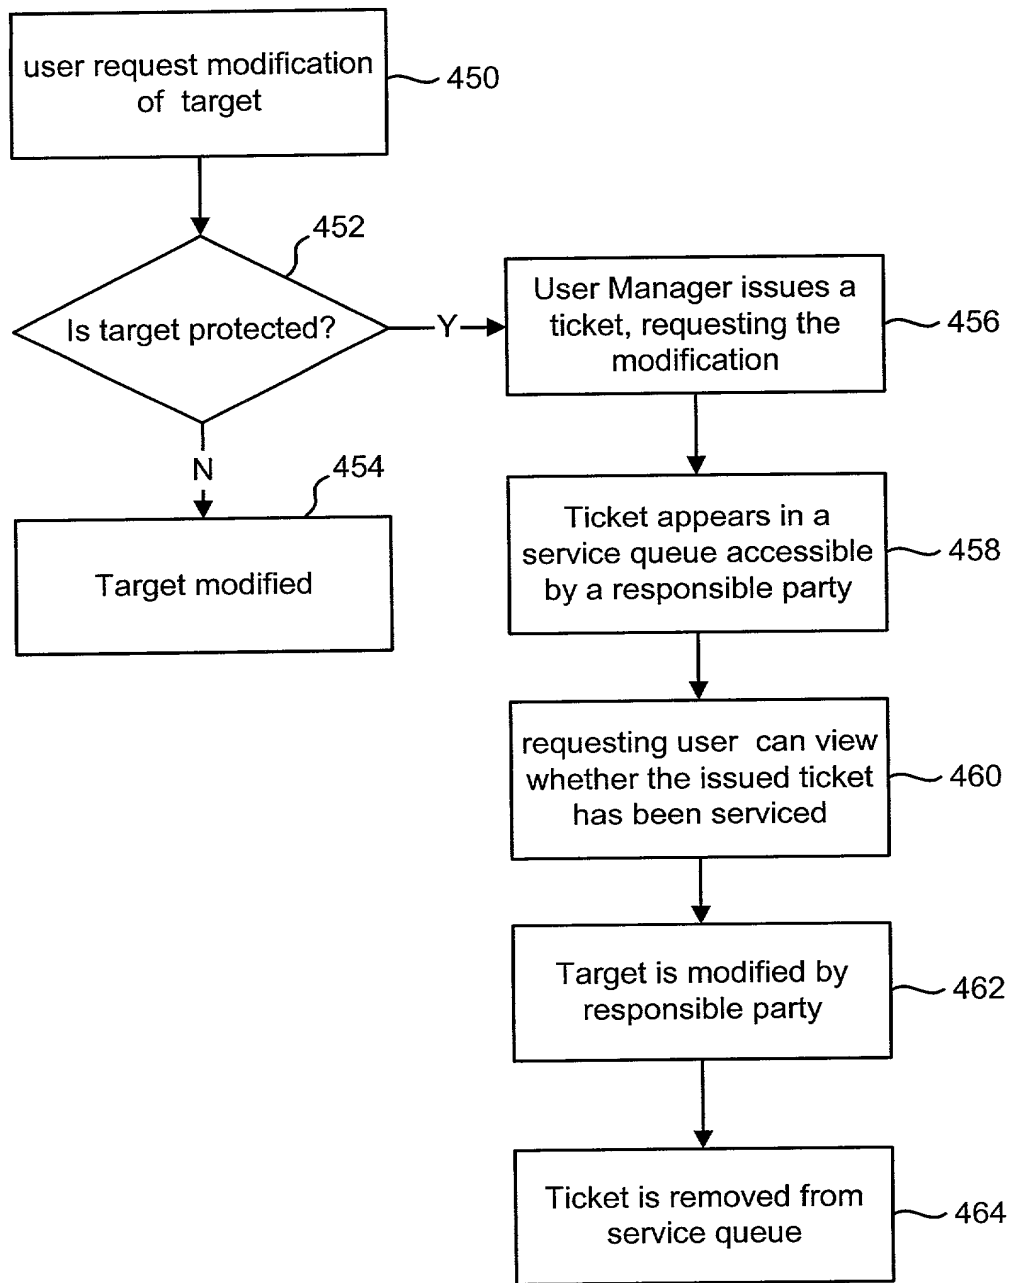 user request modification
of target
450
452
Is target protected?
Y
N
454
Target modified
User Manager issues a
ticket, requesting the
modification
456
Ticket appears in a
service queue accessible
by a responsible party
458
requesting user can view
whether the issued ticket
has been serviced
460
Target is modified by
responsible party
462
Ticket is removed from
service queue
464